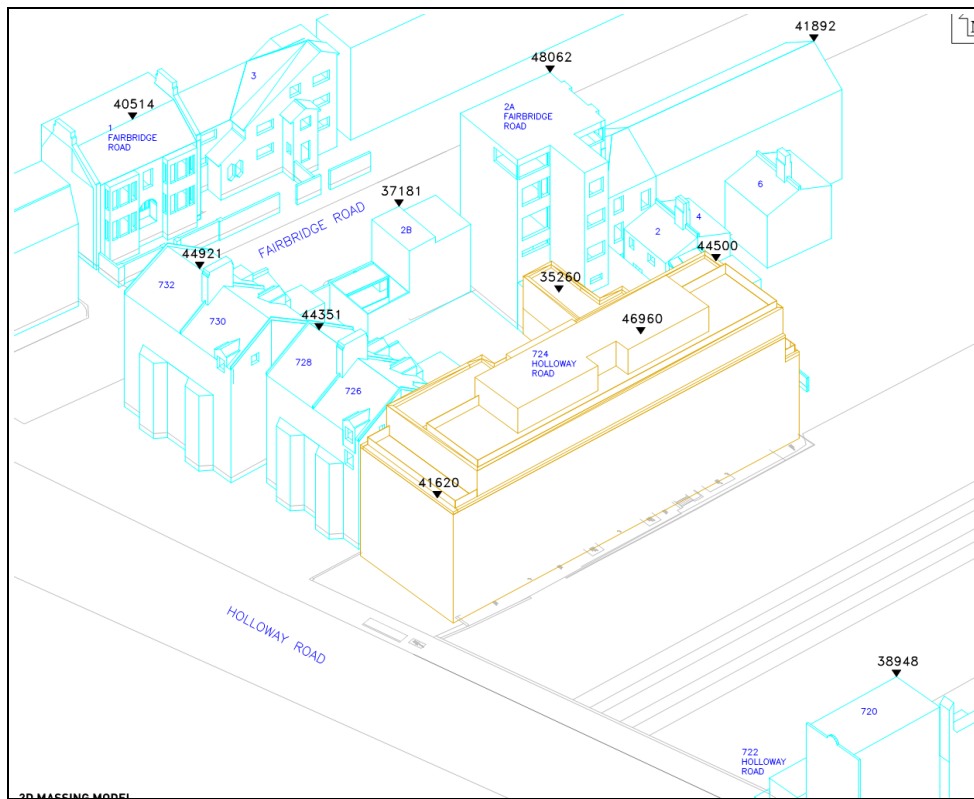 41892
48062
3
2A
FAIRBRIDGE
ROAD
40514
1
FAIRBRIDGE
ROAD
6
37181
FAIRBRIDGE ROAD
2B
4
2
44921
44500
732
35260
730
44351
46960
724
HOLLOWAY
ROAD
728
726
41620
HOLLOWAY ROAD
38948
720
722
HOLLOWAY
ROAD
3D MASSING MODEL